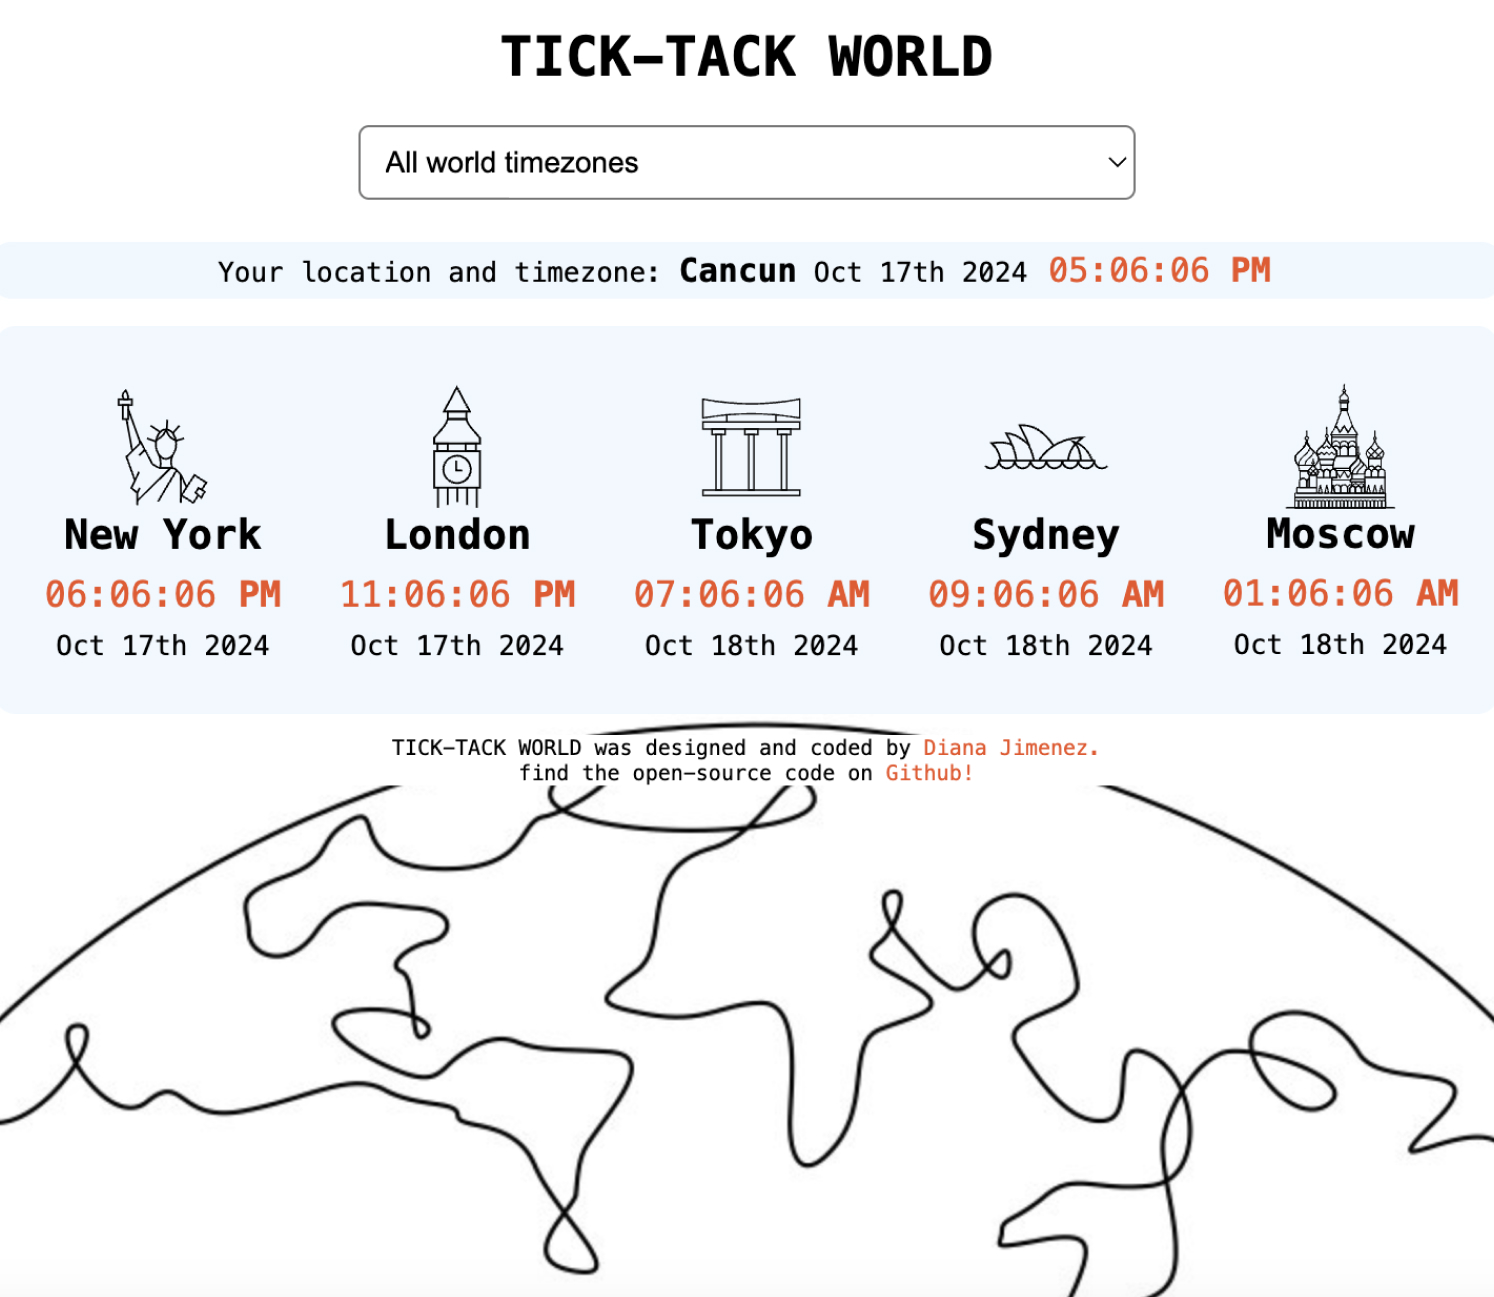 TICK–TACK WORLD
All world timezones
Your location and timezone: Cancun Oct 17th 2024 05:06:06 PM
New York
06:06:06 PM
Oct 17th 2024
London
11:06:06 PM
Oct 17th 2024
Tokyo
07:06:06 AM
Oct 18th 2024
Sydney
09:06:06 AM
Oct 18th 2024
Moscow
01:06:06 AM
Oct 18th 2024
TICK–TACK WORLD was designed and coded by Diana Jimenez.
find the open–source code on Github!